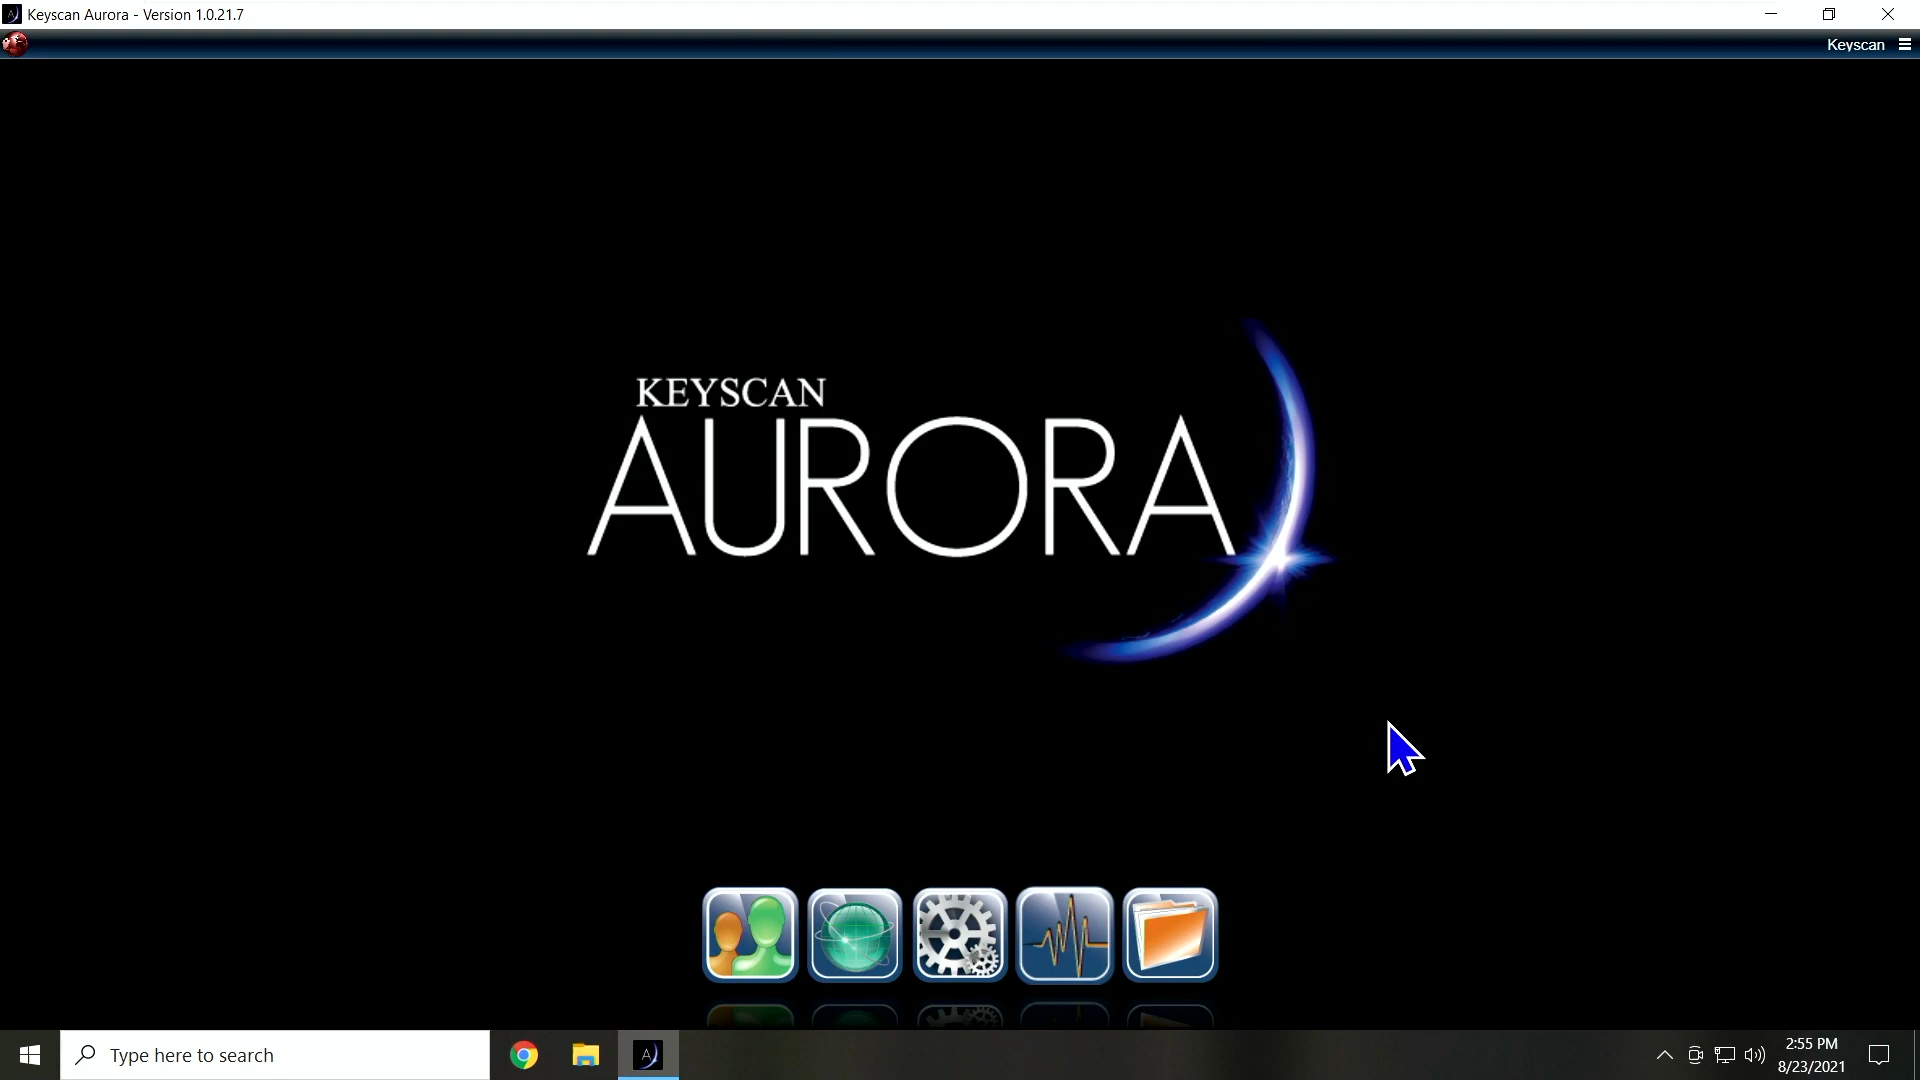 Keyscan Aurora - Version 1.0.21.7
Keyscan
KEYSCAN
AURORA
Type here to search
2:55 PM
8/23/2021